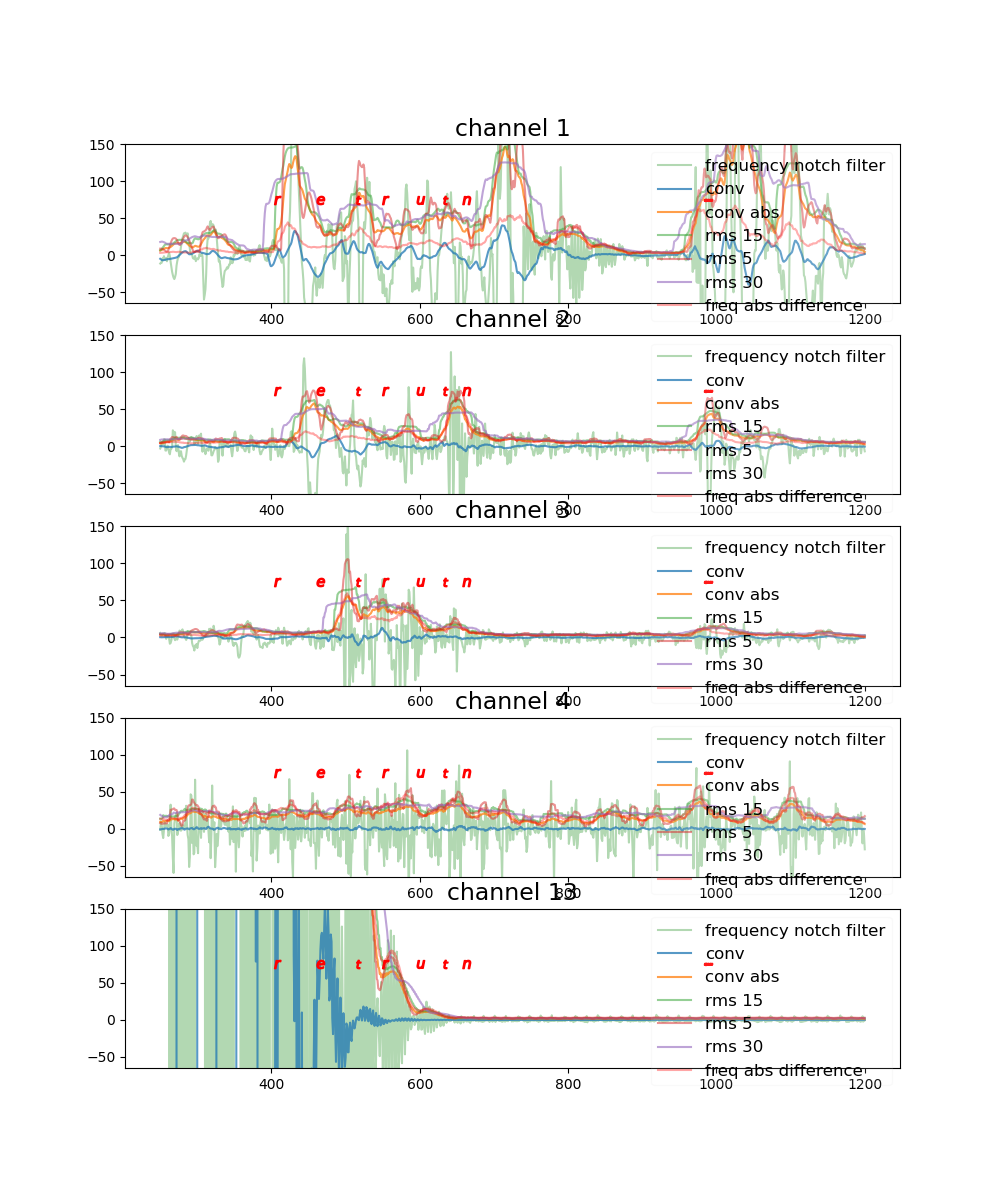 channel 1
150
100
50
0
−50
r e t r u t n
frequency notch filter
conv
conv abs
rms 15
rms 5
rms 30
freq abs difference
400 600 800 1000 1200
channel 2
150
100
50
0
−50
r e t r u t n
frequency notch filter
conv
conv abs
rms 15
rms 5
rms 30
freq abs difference
400 600 800 1000 1200
channel 3
150
100
50
0
−50
r e t r u t n
frequency notch filter
conv
conv abs
rms 15
rms 5
rms 30
freq abs difference
400 600 800 1000 1200
channel 4
150
100
50
0
−50
r e t r u t n
frequency notch filter
conv
conv abs
rms 15
rms 5
rms 30
freq abs difference
400 600 800 1000 1200
channel 13
150
100
50
0
−50
r e t r u t n
frequency notch filter
conv
conv abs
rms 15
rms 5
rms 30
freq abs difference
400 600 800 1000 1200